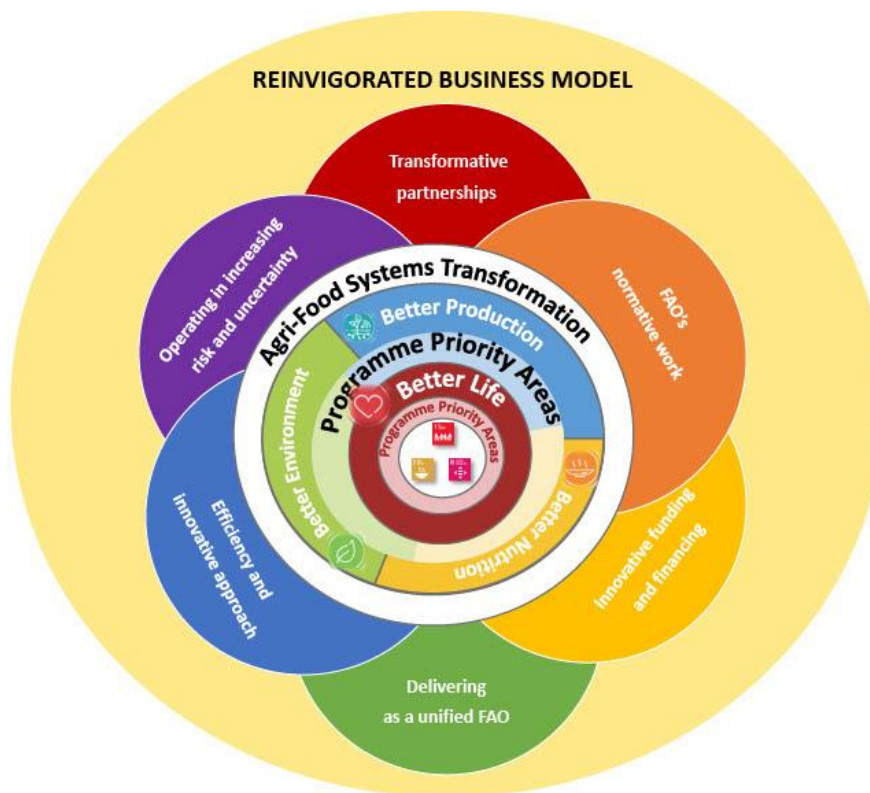 REINVIGORATED BUSINESS MODEL
Transformative
partnerships
FAO's
normative work
Innovative funding
and financing
Delivering
as a unified FAO
Efficiency and
innovative approach
Operating in increasing
risk and uncertainty
Agri-Food Systems Transformation
Better Production
Better Nutrition
Better Environment
Programme Priority Areas
Better Life
Programme Priority Areas